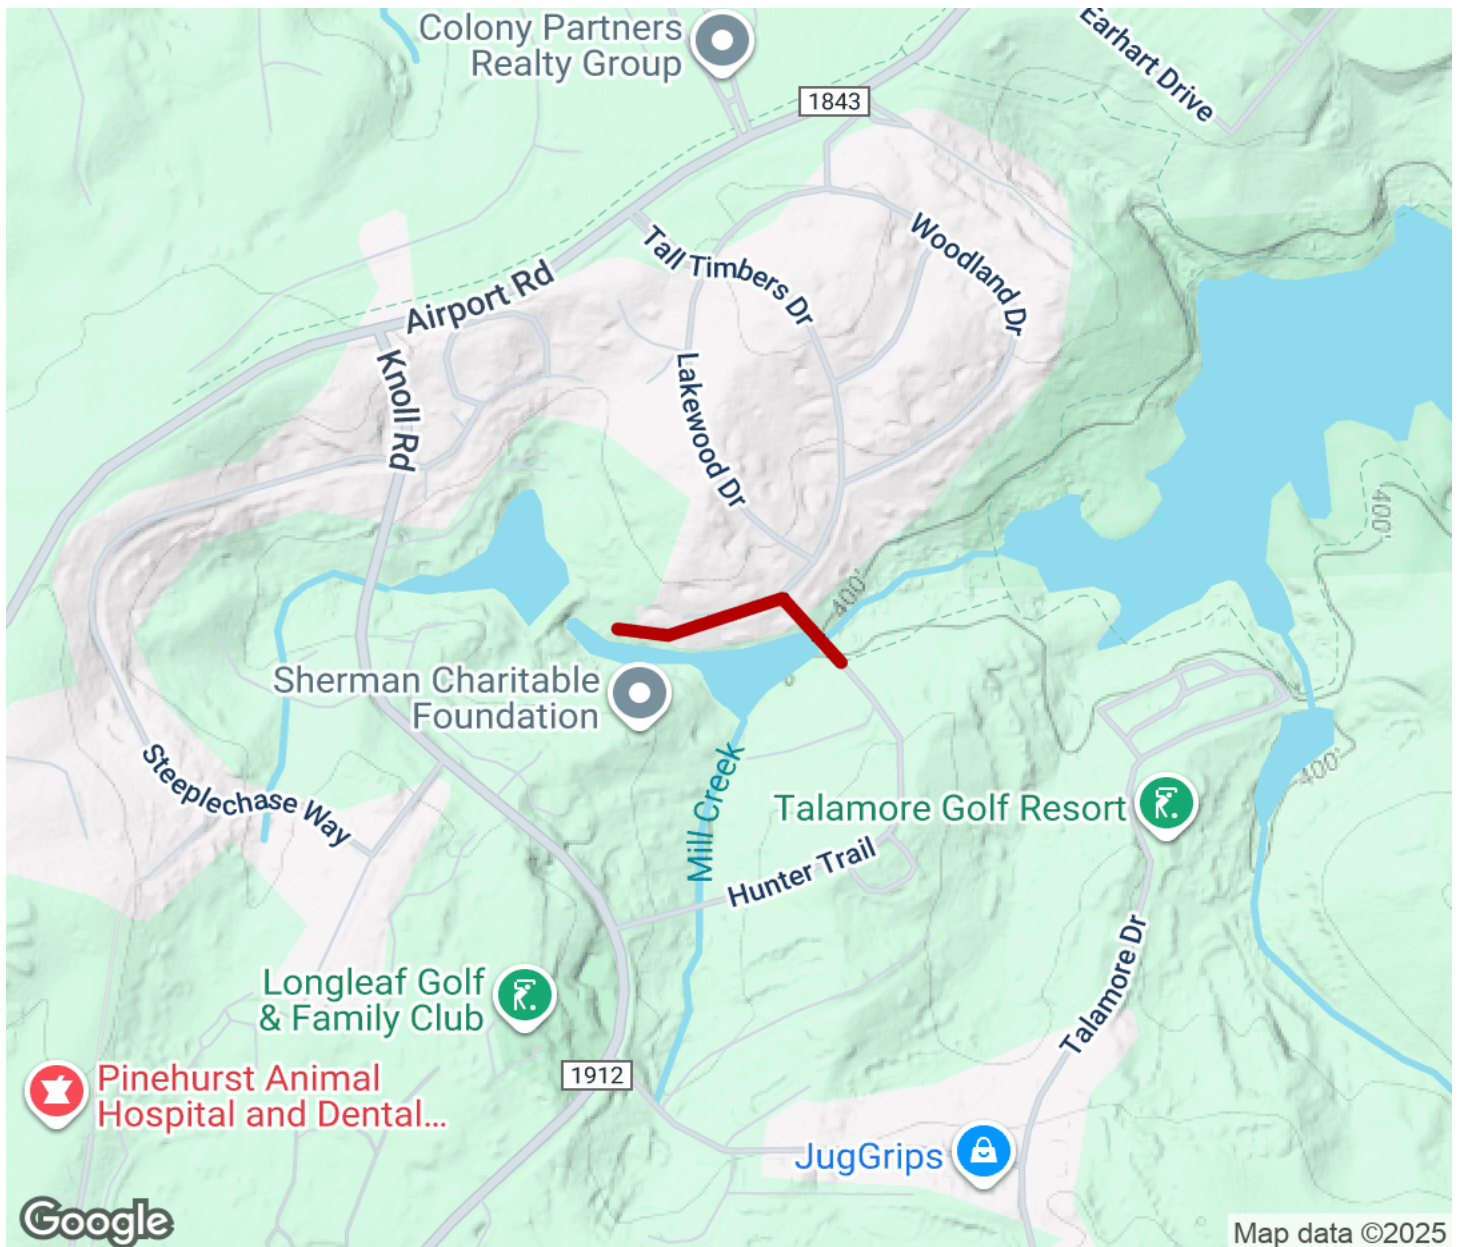 Colony Partners
Realty Group
1843
Earhart Drive
Woodland Dr
Tall Timbers Dr
Airport Rd
Knoll Rd
Lakewood Dr
400'
400'
Sherman Charitable
Foundation
Steeplechase Way
Mill Creek
400'
Talamore Golf Resort
Hunter Trail
Longleaf Golf
& Family Club
Talamore Dr
1912
Pinehurst Animal
Hospital and Dental...
JugGrips
Google
Map data ©2025